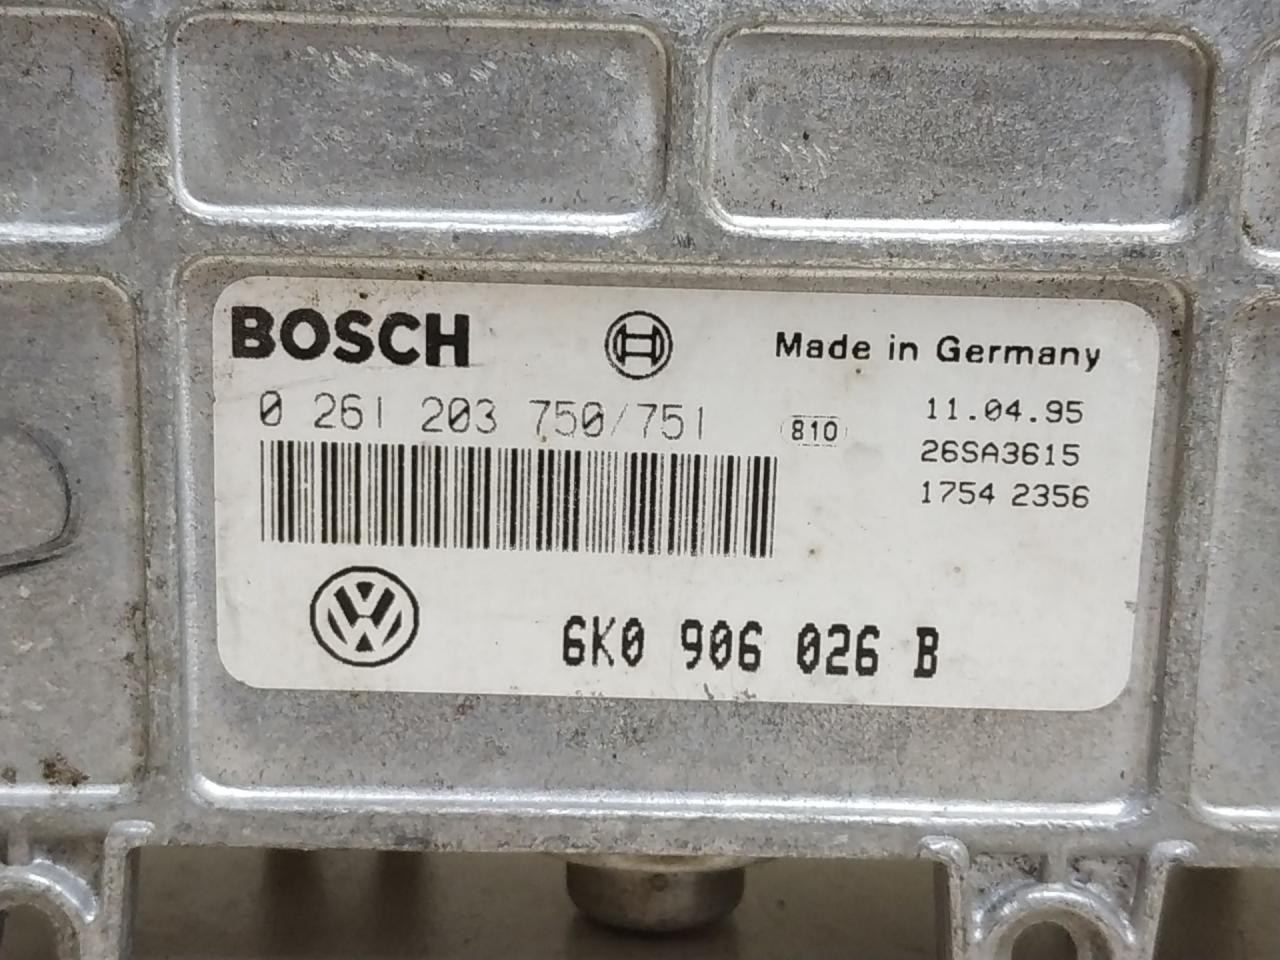 BOSCH
Made in Germany
0 261 203 750/751
810
11.04.95
26SA3615
1754 2356
6K0 906 026 B